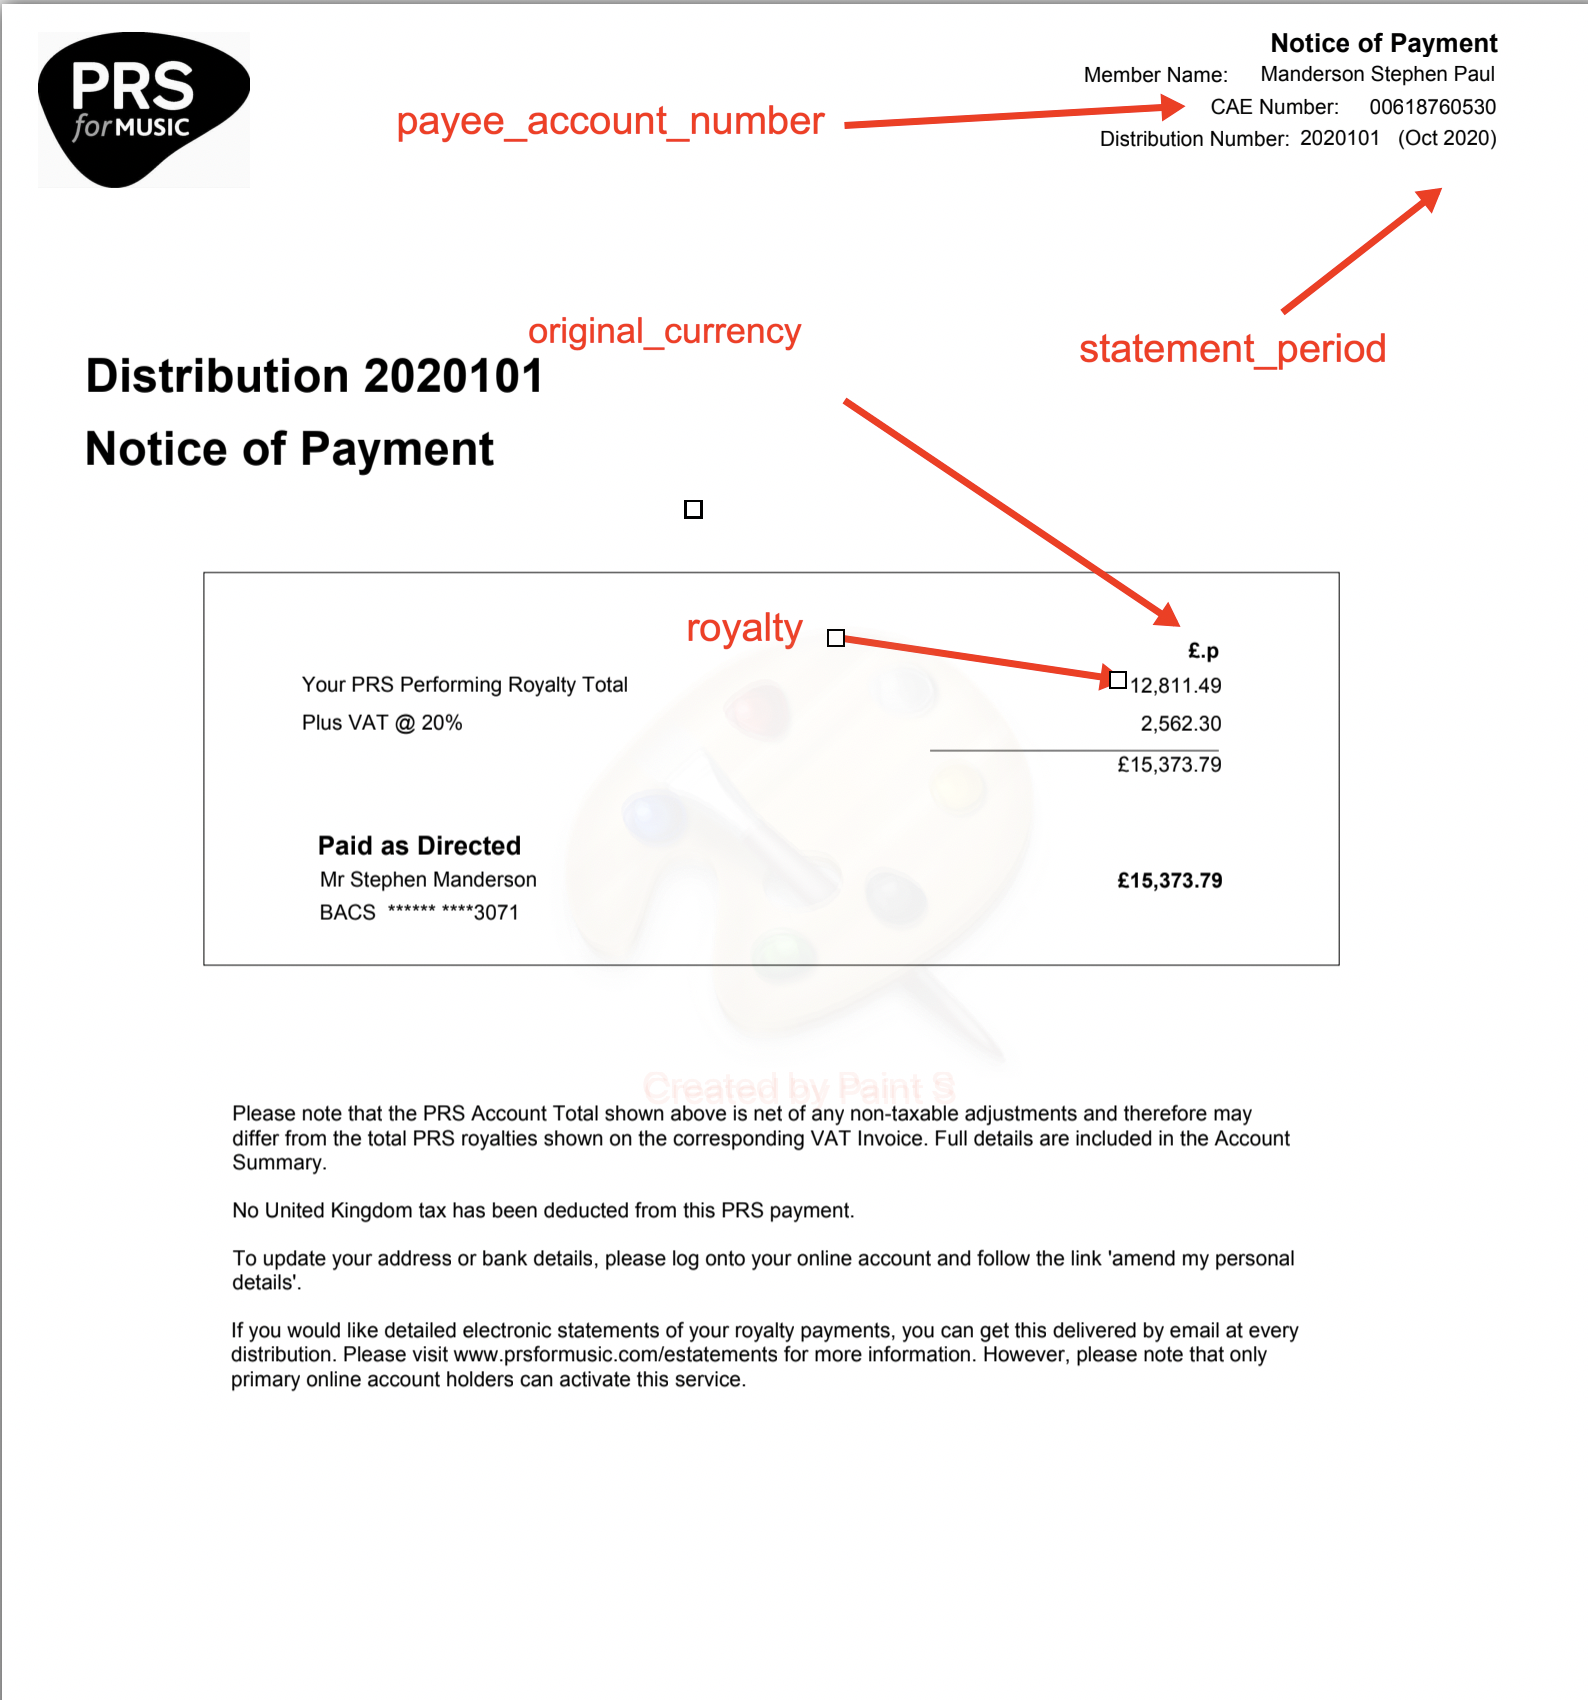 PRS
for MUSIC
Notice of Payment
Member Name: Manderson Stephen Paul
payee_account_number
CAE Number: 00618760530
Distribution Number: 2020101 (Oct 2020)
original_currency
statement_period
Distribution 2020101
Notice of Payment
royalty
£.p
Your PRS Performing Royalty Total 12,811.49
Plus VAT @ 20% 2,562.30
£15,373.79
Paid as Directed
Mr Stephen Manderson £15,373.79
BACS ****** ****3071
Created by Paint S
Please note that the PRS Account Total shown above is net of any non-taxable adjustments and therefore may
differ from the total PRS royalties shown on the corresponding VAT Invoice. Full details are included in the Account
Summary.
No United Kingdom tax has been deducted from this PRS payment.
To update your address or bank details, please log onto your online account and follow the link 'amend my personal
details'.
If you would like detailed electronic statements of your royalty payments, you can get this delivered by email at every
distribution. Please visit www.prsformusic.com/estatements for more information. However, please note that only
primary online account holders can activate this service.